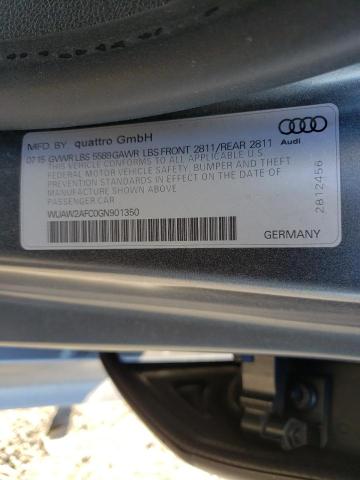 MFD. BY quattro GmbH
07 15 GVWR LBS 5589 GAWR LBS FRONT 2811/REAR 2811
THIS VEHICLE CONFORMS TO ALL APPLICABLE U.S.
FEDERAL MOTOR VEHICLE SAFETY, BUMPER AND THEFT
PREVENTION STANDARDS IN EFFECT ON THE DATE OF
MANUFACTURE SHOWN ABOVE
PASSENGER CAR
WUAW2AFC0GN901350
Audi
2812456
GERMANY